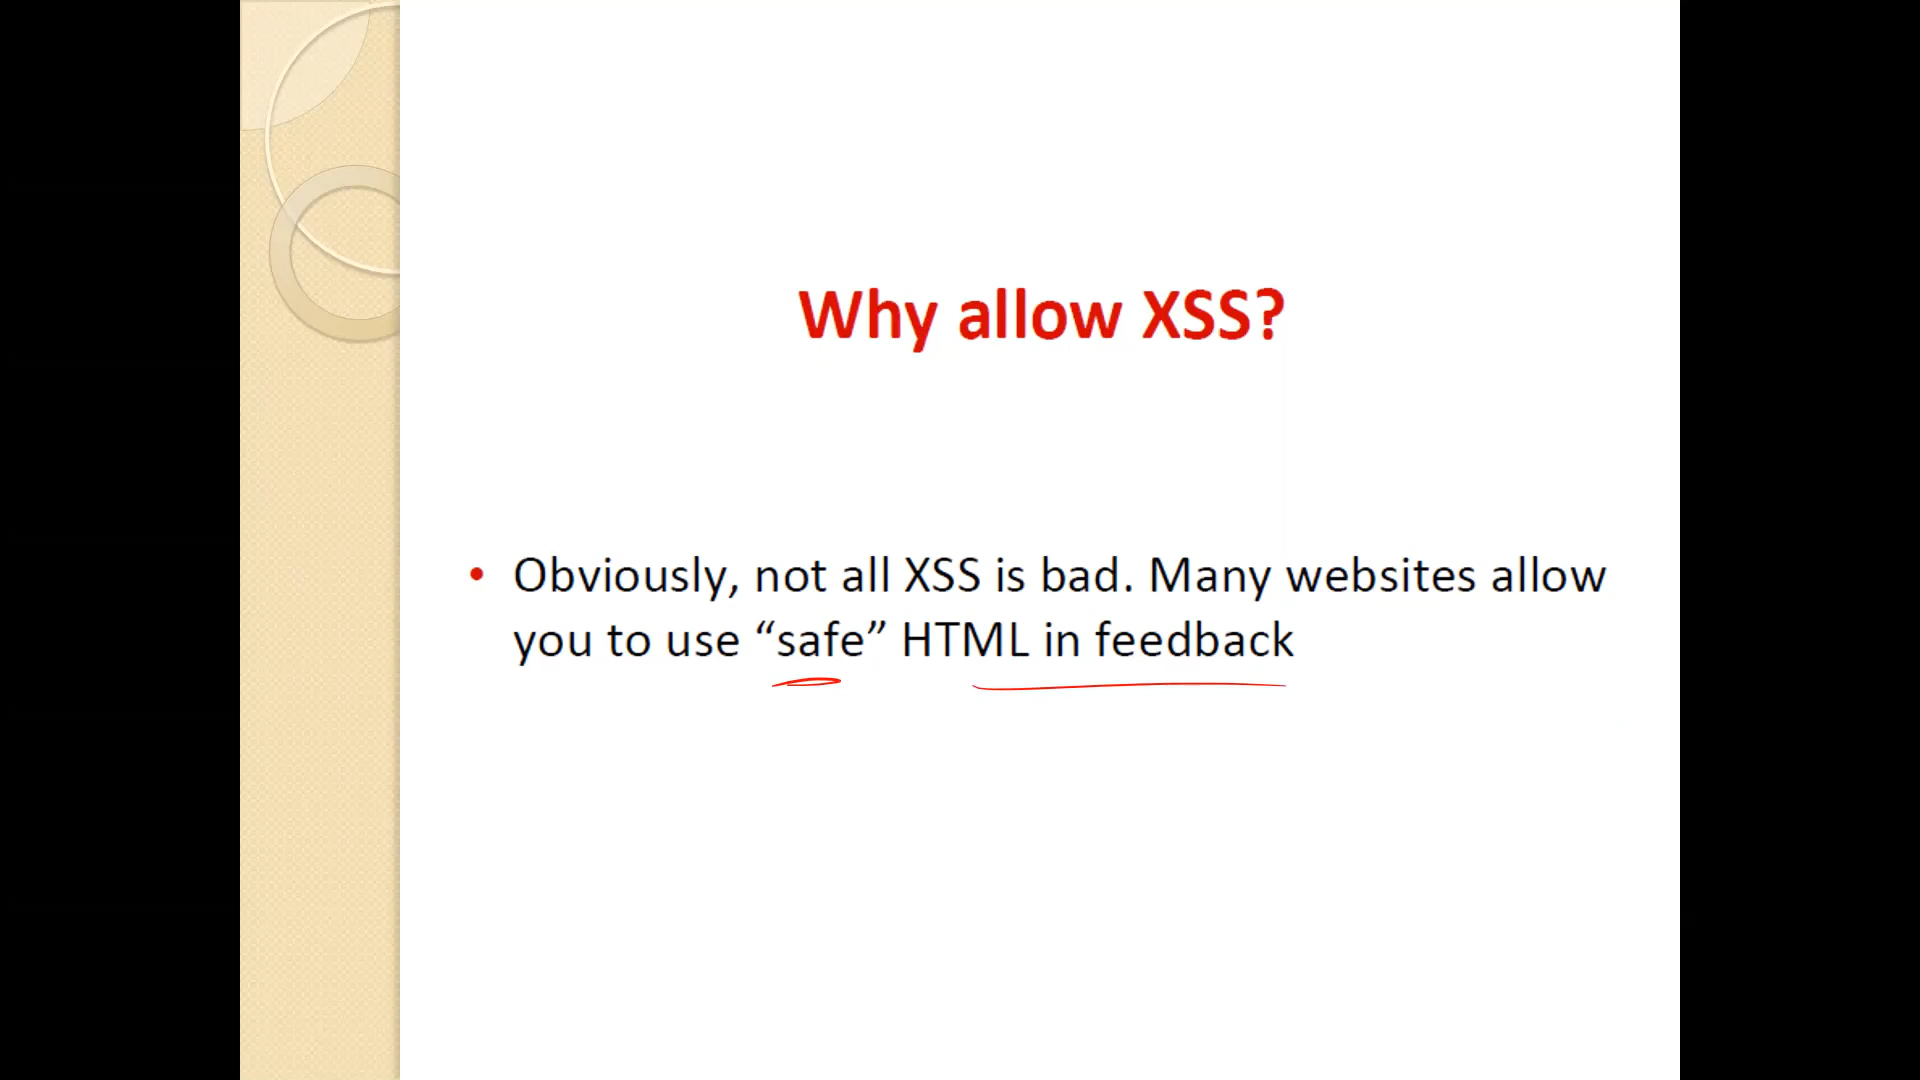 Why allow XSS?
• Obviously, not all XSS is bad. Many websites allow
you to use “safe” HTML in feedback